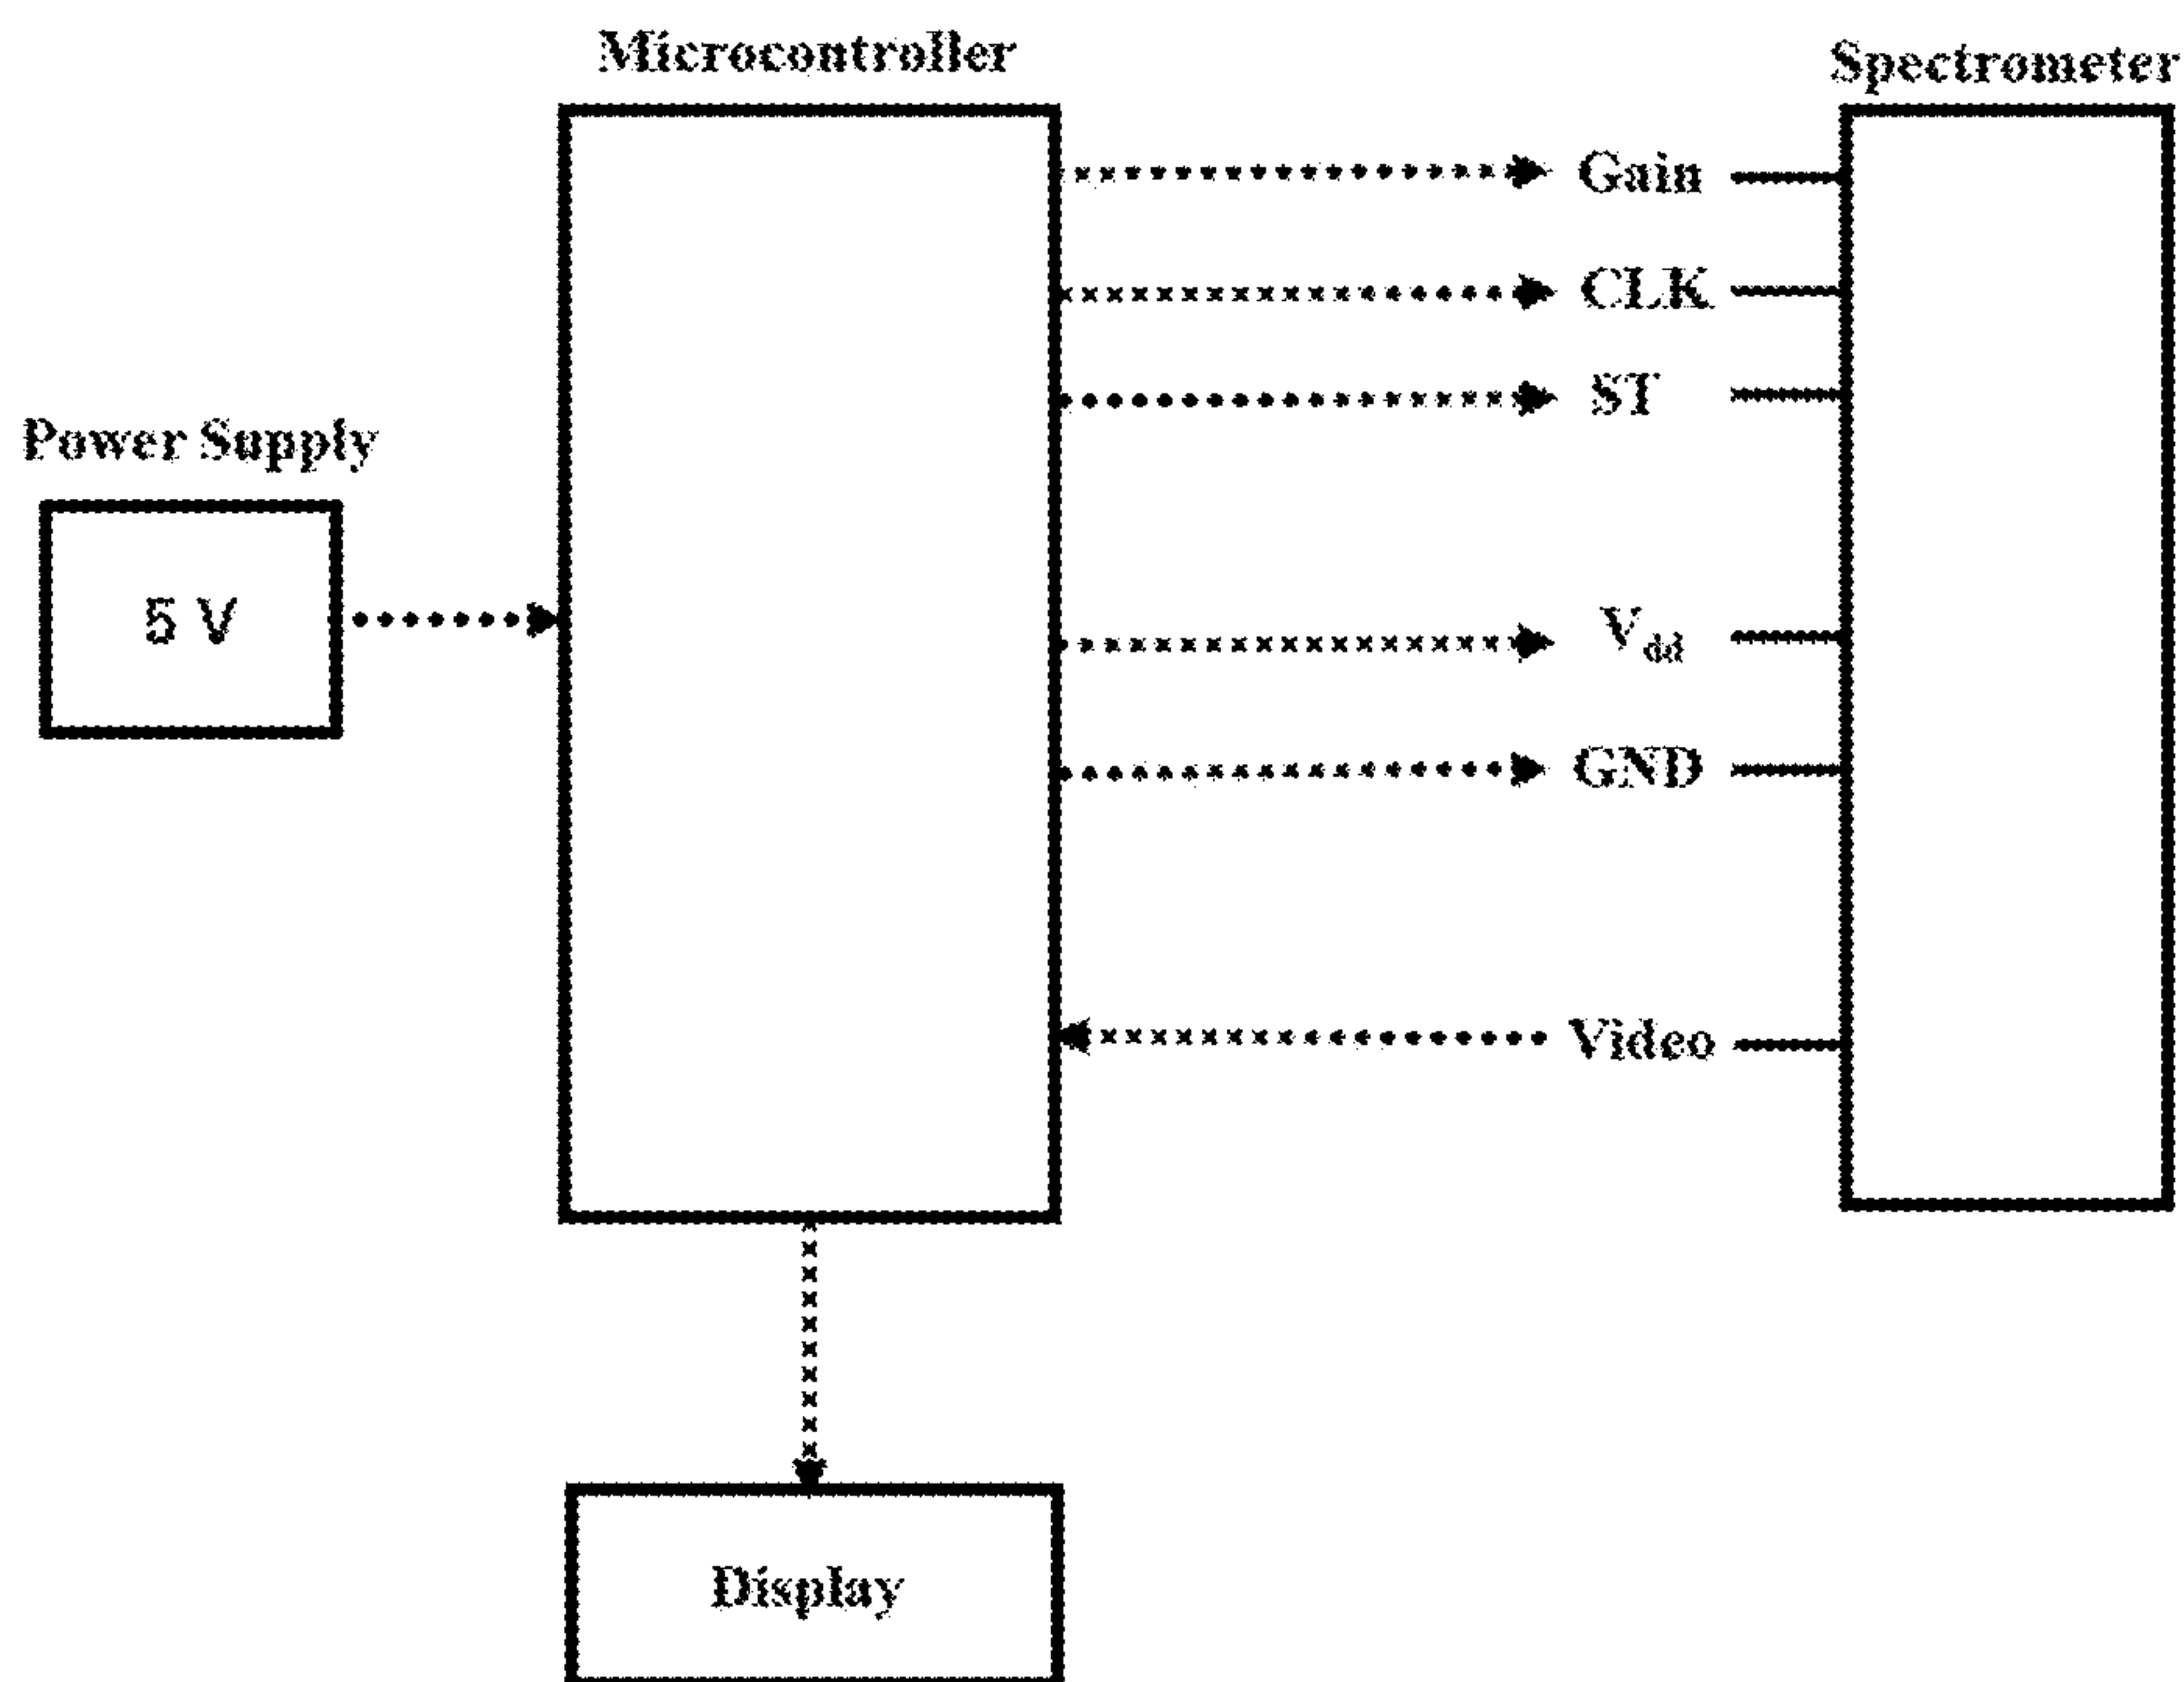 Microcontroller
Spectrometer
Gain
CLK
ST
Power Supply
5 V
Vdd
GND
Video
Display